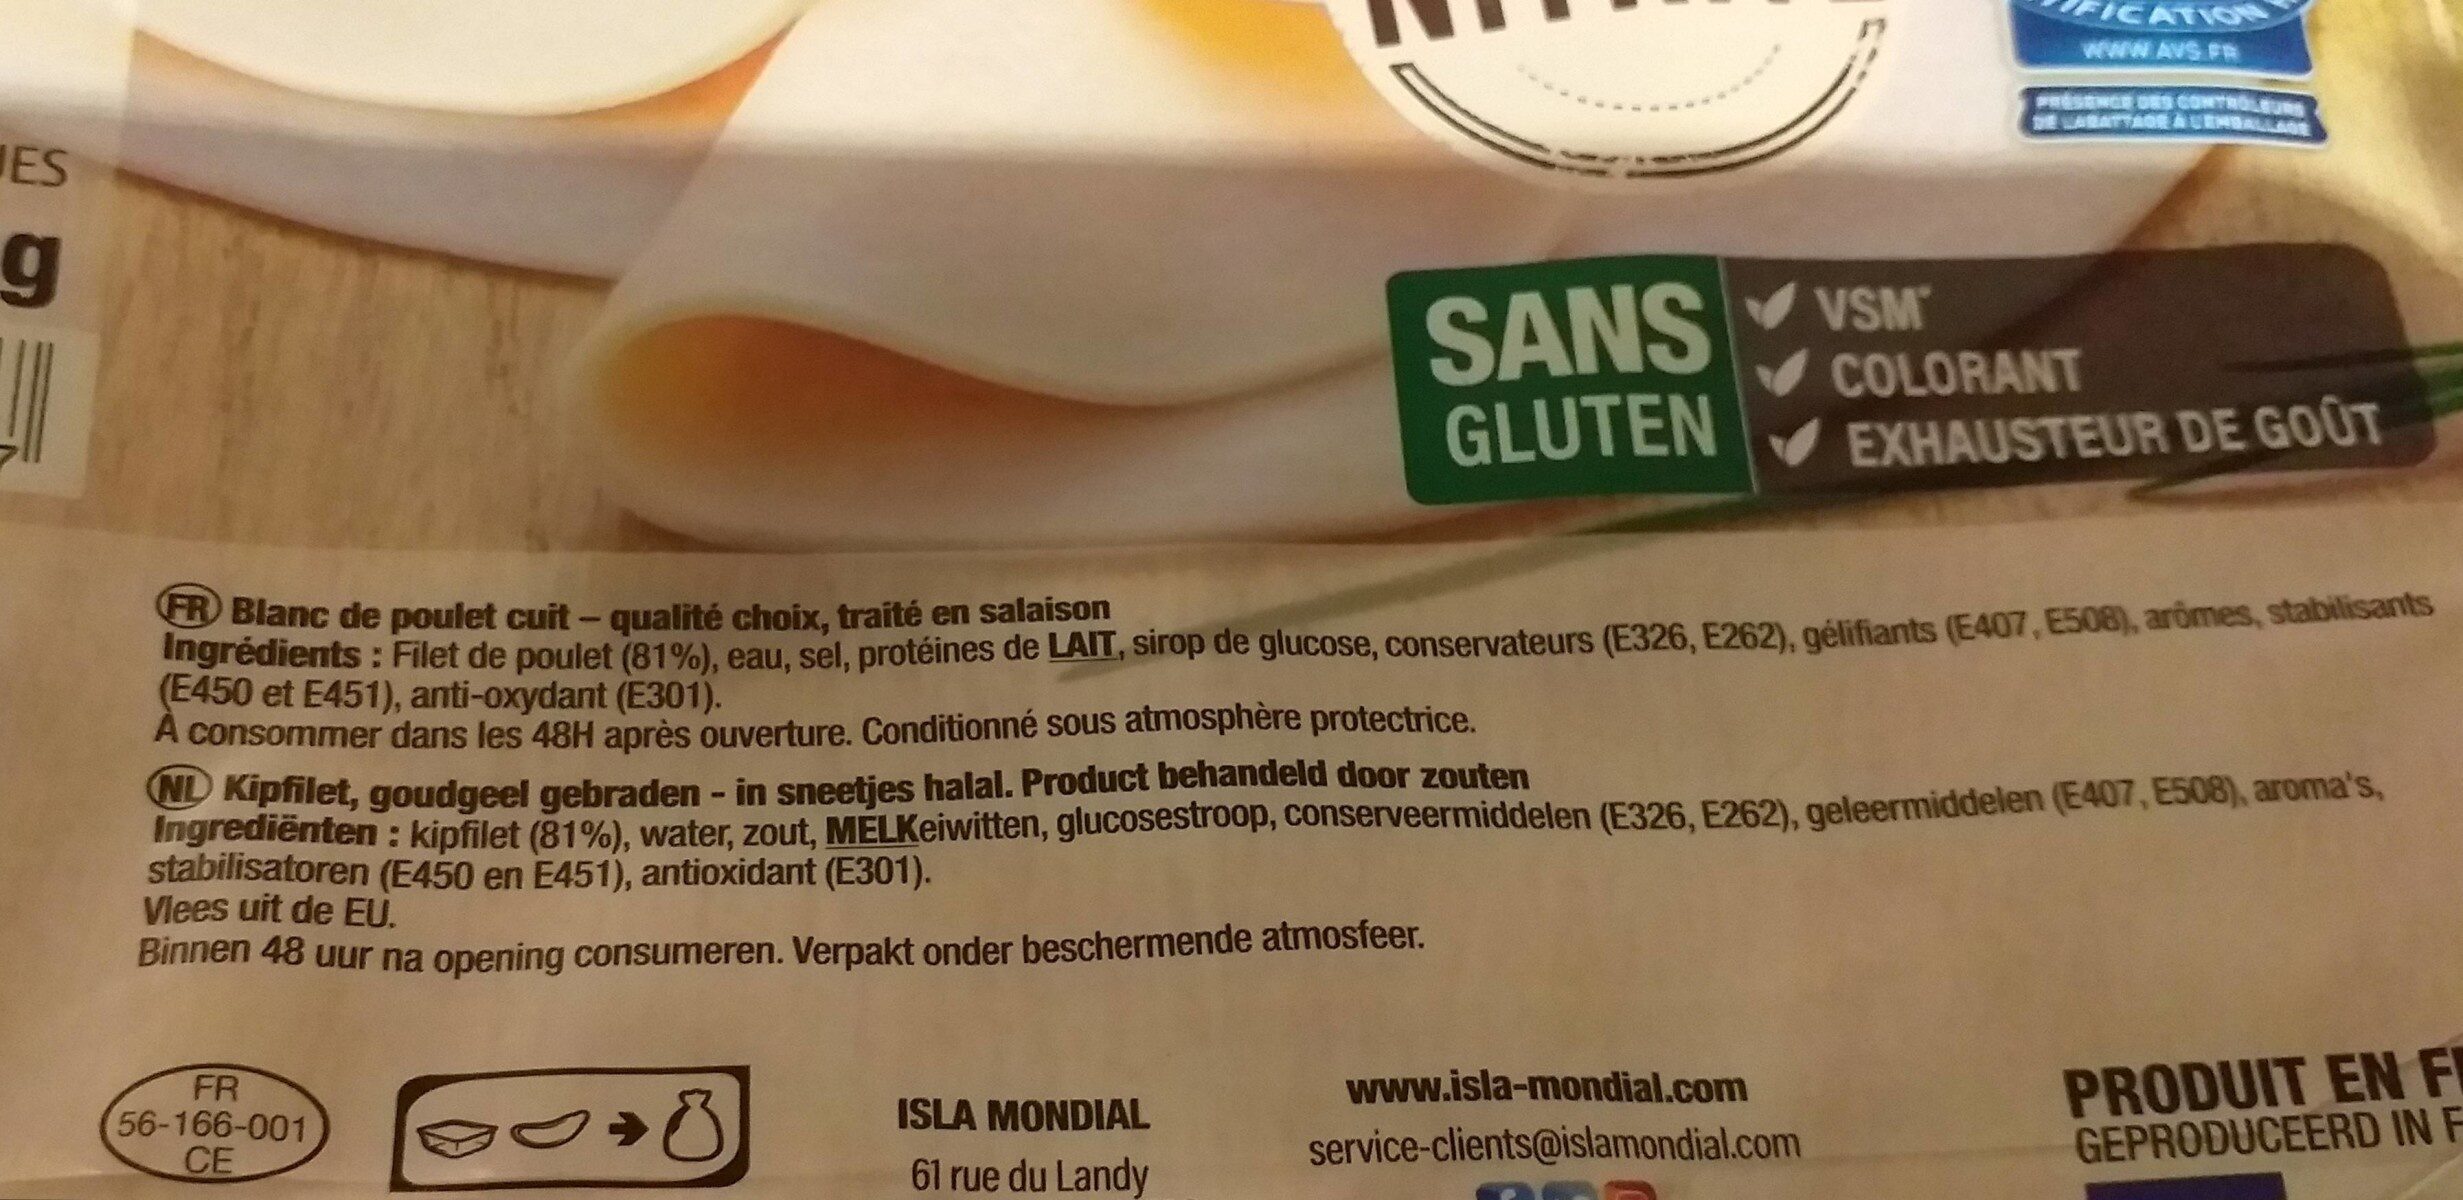 WWW.AVS.FR
PRÉSENCE DES CONTRÔLEURS
DE L'ABATTAGE À L'EMBALLAGE
g
SANS
GLUTEN
VSM*
COLORANT
EXHAUSTEUR DE GOÛT
FR Blanc de poulet cuit – qualité choix, traité en salaison
Ingrédients : Filet de poulet (81%), eau, sel, protéines de LAIT, sirop de glucose, conservateurs (E326, E262), gélifiants (E407, E508), arômes, stabilisants
(E450 et E451), anti-oxydant (E301).
À consommer dans les 48H après ouverture. Conditionné sous atmosphère protectrice.
NL Kipfilet, goudgeel gebraden - in sneetjes halal. Product behandeld door zouten
Ingrediënten : kipfilet (81%), water, zout, MELKeiwitten, glucosestroop, conserveermiddelen (E326, E262), geleermiddelen (E407, E508), aroma's,
stabilisatoren (E450 en E451), antioxidant (E301).
Vlees uit de EU.
Binnen 48 uur na opening consumeren. Verpakt onder beschermende atmosfeer.
FR
56-166-001
CE
ISLA MONDIAL
61 rue du Landy
www.isla-mondial.com
service-clients@islamondial.com
PRODUIT EN
GEPRODUCEERD IN